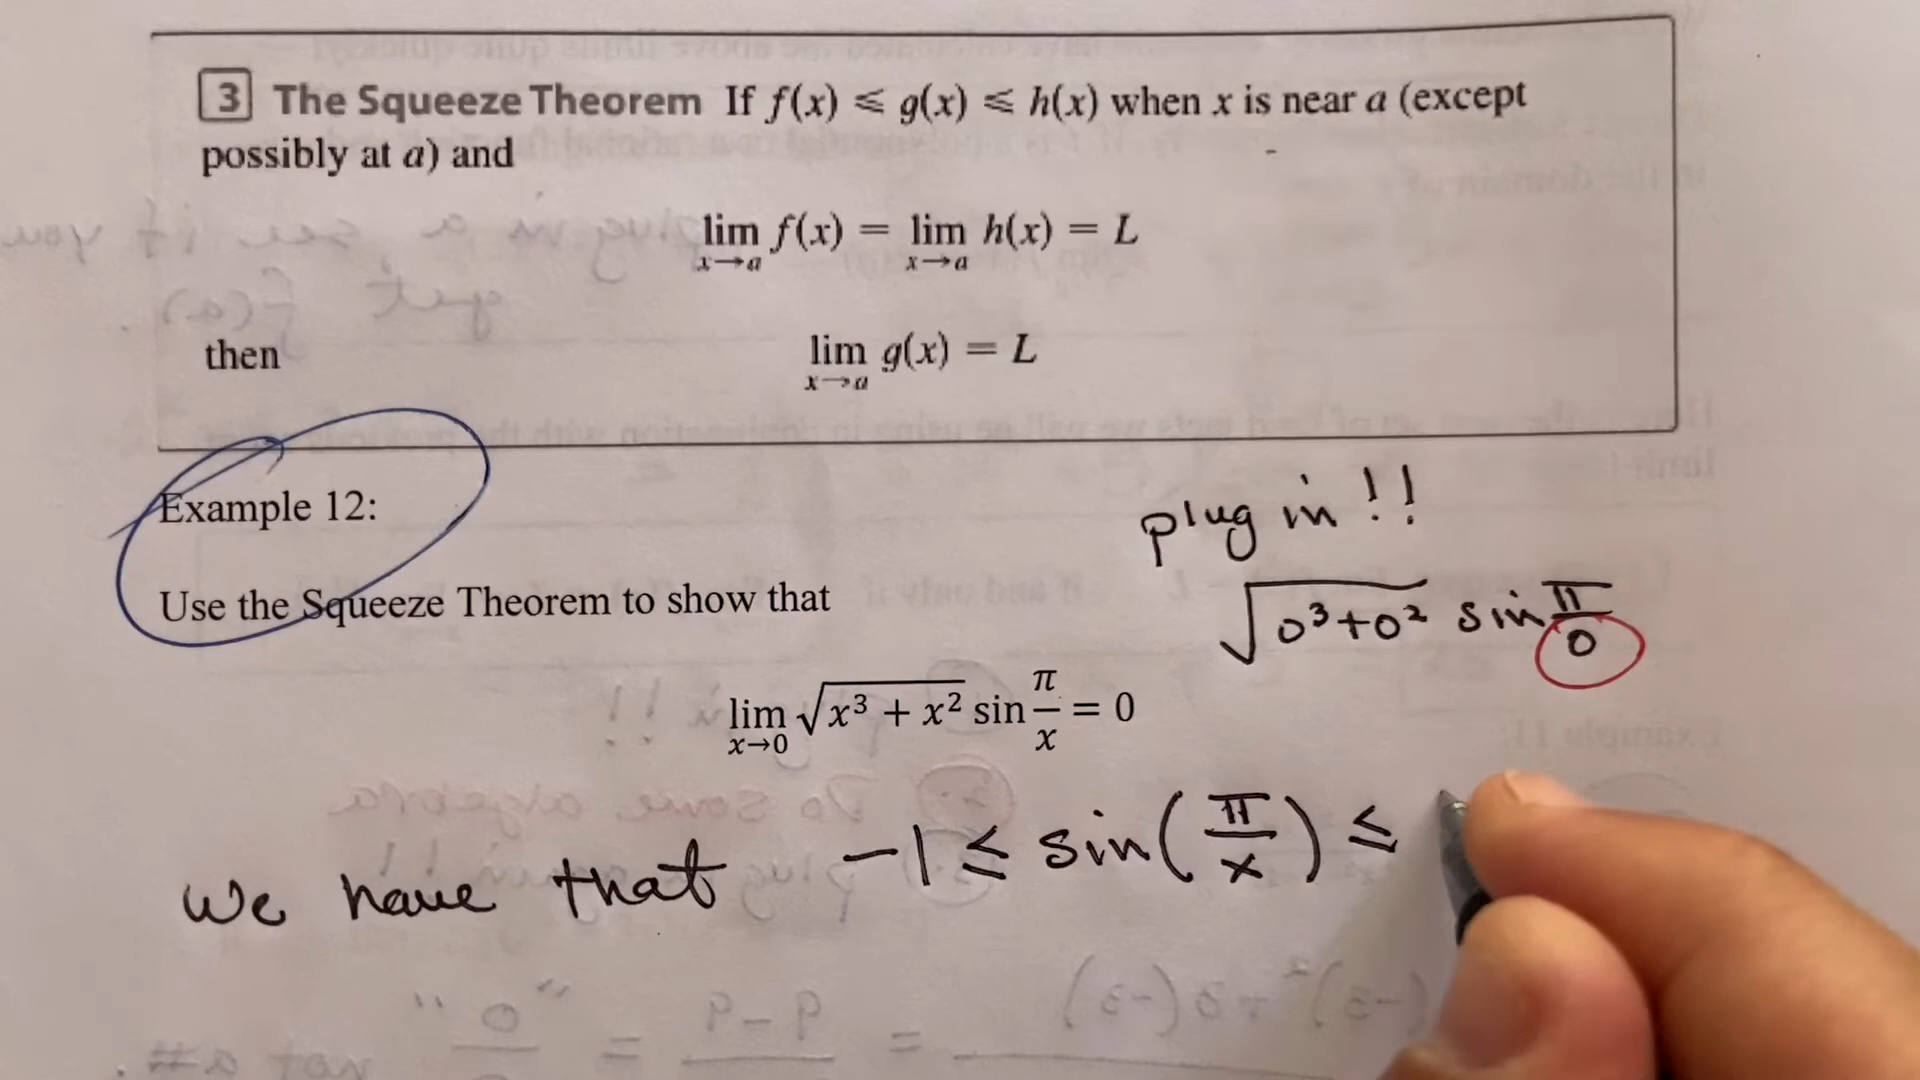 3 The Squeeze Theorem If f(x) ⩽ g(x) ⩽ h(x) when x is near a (except
possibly at a) and
lim x→a f(x) = lim x→a h(x) = L
then lim x→a g(x) = L
Example 12:
plug in !!
Use the Squeeze Theorem to show that
√(0³+0²) sin π/0
lim x→0 √(x³ + x²) sin π/x = 0
We have that -1 ≤ sin(π/x) ≤